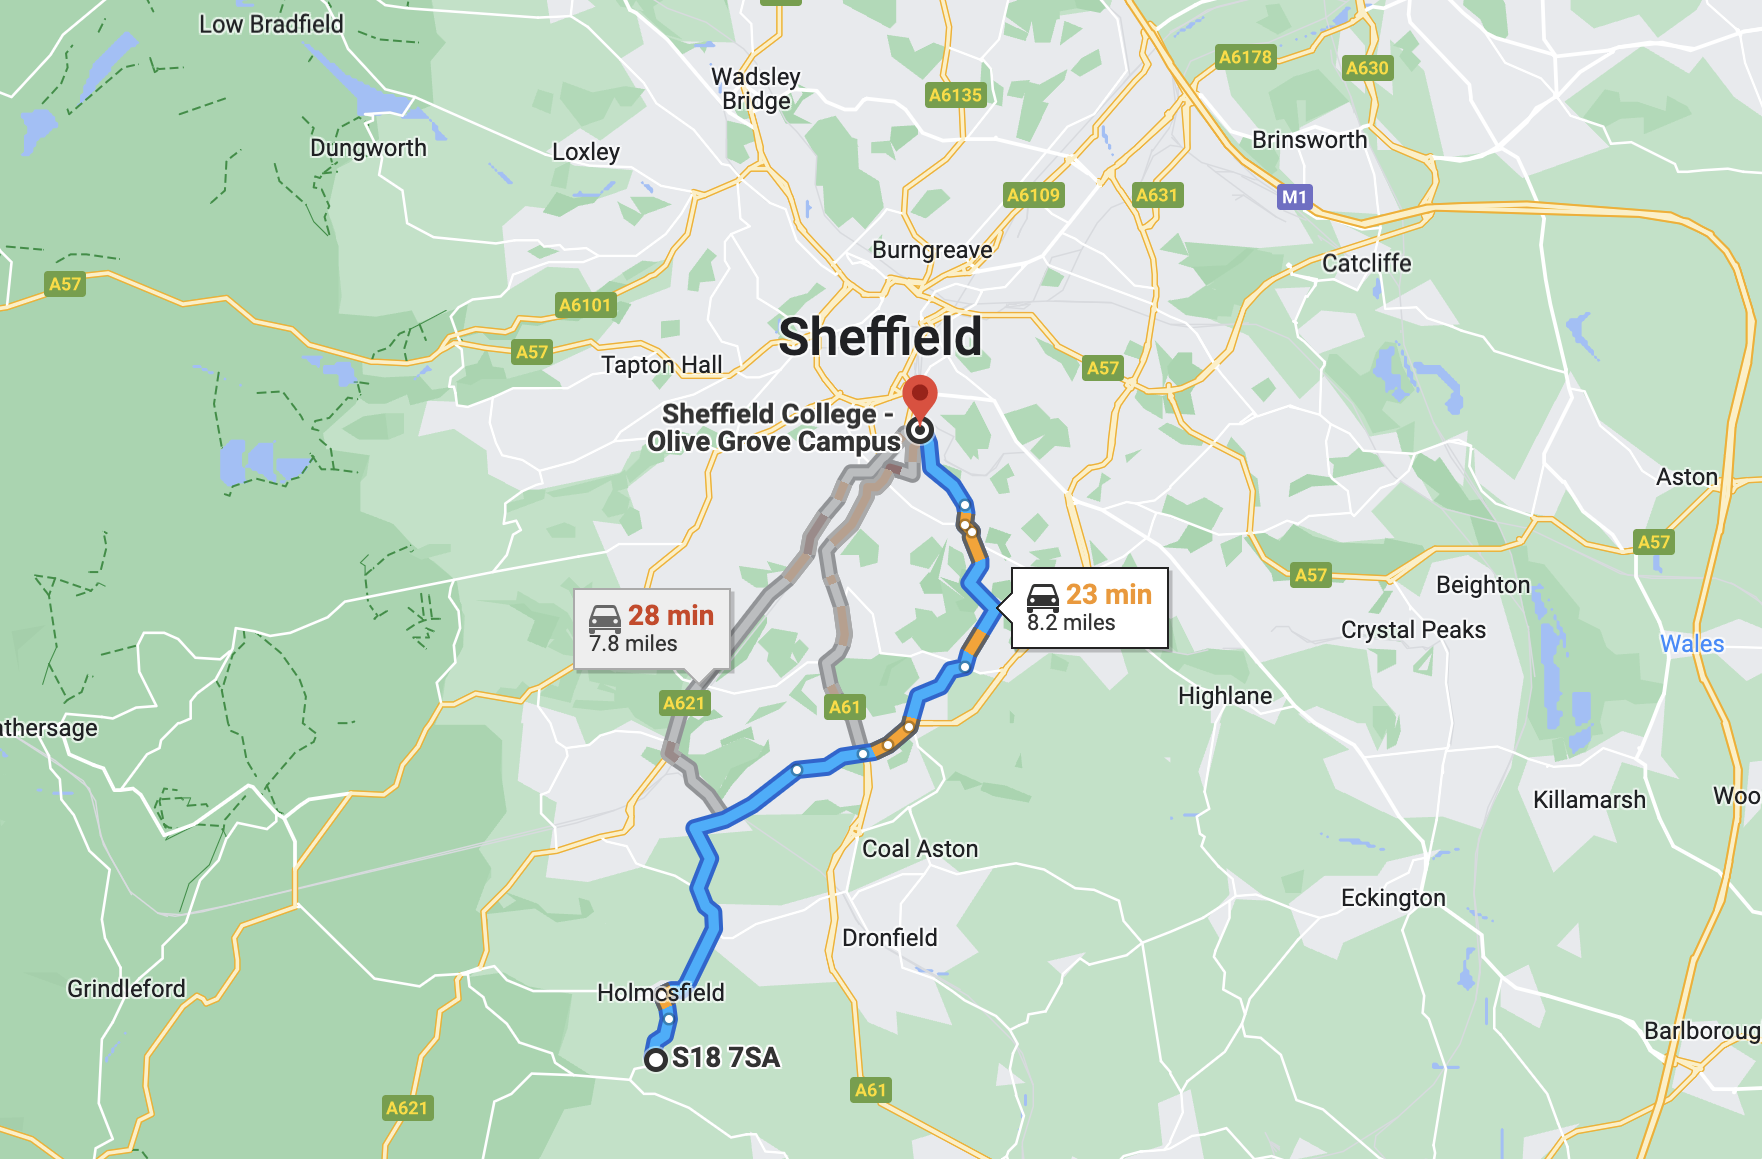 Low Bradfield
A6178
A630
Wadsley
Bridge
A6135
Dungworth
Loxley
Brinsworth
A6109
A631
M1
Burngreave
Catcliffe
A57
A6101
Sheffield
A57
Tapton Hall
A57
Sheffield College -
Olive Grove Campus
Aston
A57
A57
Beighton
23 min
8.2 miles
28 min
7.8 miles
Crystal Peaks
Wales
A621
A61
Highlane
athersage
Killamarsh
Woo
Coal Aston
Eckington
Dronfield
Grindleford
Holmesfield
Barlboroug
S18 7SA
A61
A621